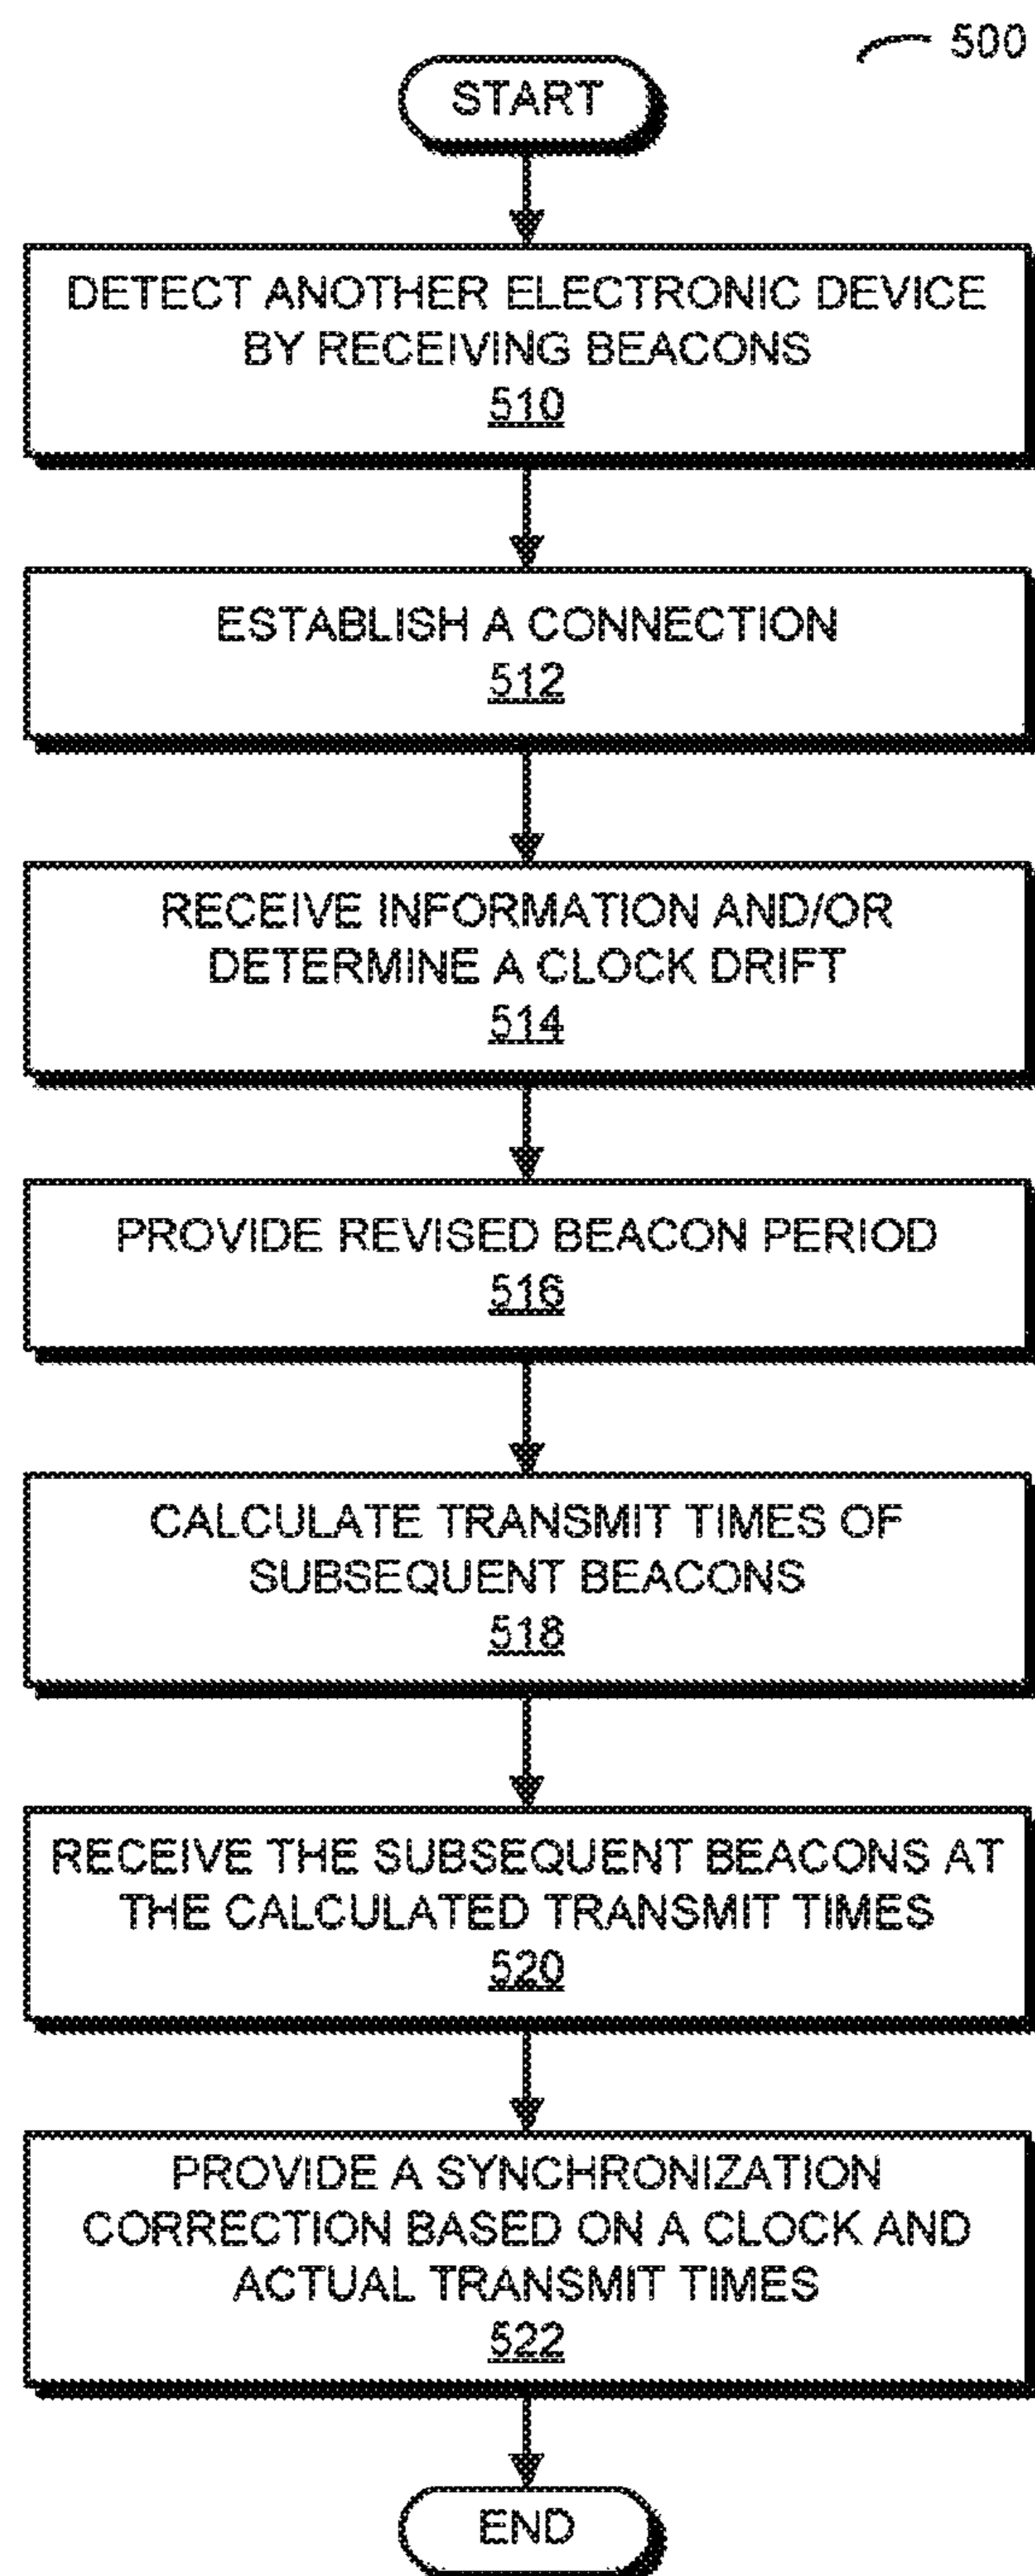 500
START
DETECT ANOTHER ELECTRONIC DEVICE
BY RECEIVING BEACONS
510
ESTABLISH A CONNECTION
512
RECEIVE INFORMATION AND/OR
DETERMINE A CLOCK DRIFT
514
PROVIDE REVISED BEACON PERIOD
516
CALCULATE TRANSMIT TIMES OF
SUBSEQUENT BEACONS
518
RECEIVE THE SUBSEQUENT BEACONS AT
THE CALCULATED TRANSMIT TIMES
520
PROVIDE A SYNCHRONIZATION
CORRECTION BASED ON A CLOCK AND
ACTUAL TRANSMIT TIMES
522
END